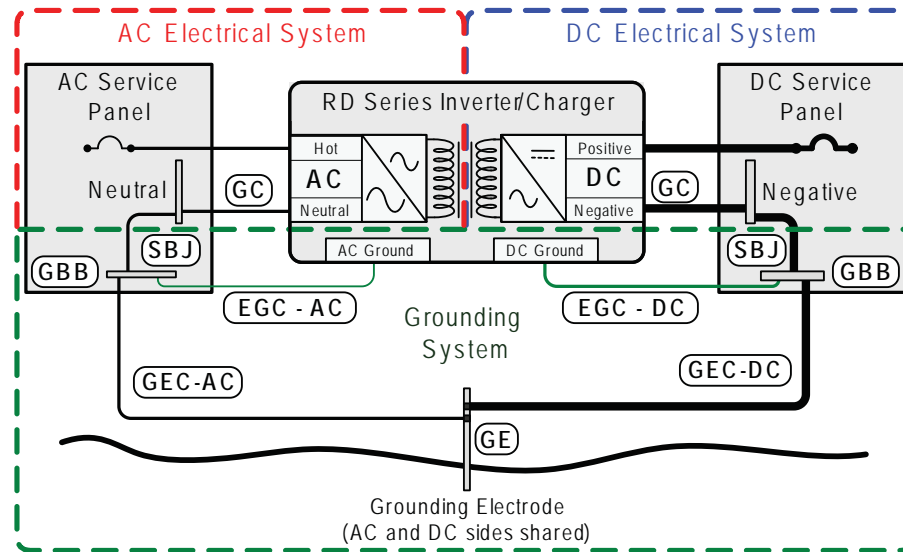 AC Electrical System
DC Electrical System
AC Service
Panel
RD Series Inverter/Charger
DC Service
Panel
Hot
AC
Neutral
Positive
DC
Negative
Neutral
GC
GC
Negative
SBJ
AC Ground
DC Ground
SBJ
GBB
GBB
EGC - AC
EGC - DC
Grounding
System
GEC-AC
GEC-DC
GE
Grounding Electrode
(AC and DC sides shared)